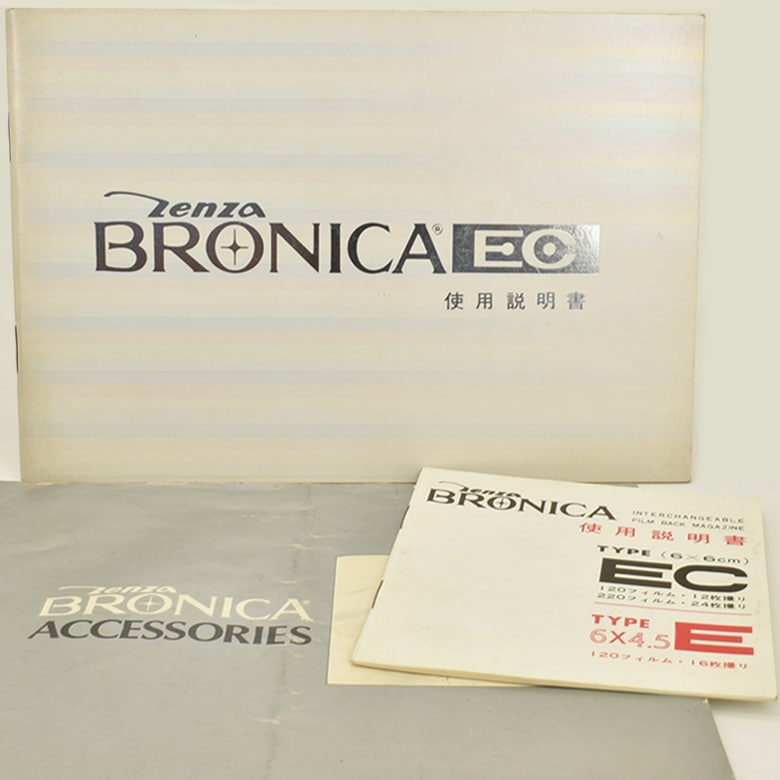 Zenza
BRONICA® EC
使用説明書
Zenza
BRONICA
INTERCHANGEABLE
FILM BACK MAGAZINE
使用説明書
TYPE (6×6cm)
EC
120フィルム・12枚撮り
220フィルム・24枚撮り
TYPE
6X4.5 E
120フィルム・16枚撮り
Zenza
BRONICA®
ACCESSORIES